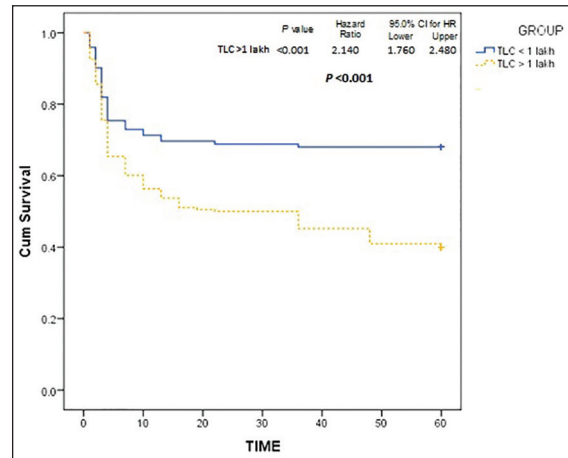 P value Hazard Ratio 95.0% CI for HR Lower Upper
TLC>1 lakh <0.001 2.140 1.760 2.480
P<0.001
GROUP
TLC < 1 lakh
TLC > 1 lakh
1.0
0.8
0.6
0.4
0.2
0.0
Cum Survival
0 10 20 30 40 50 60
TIME